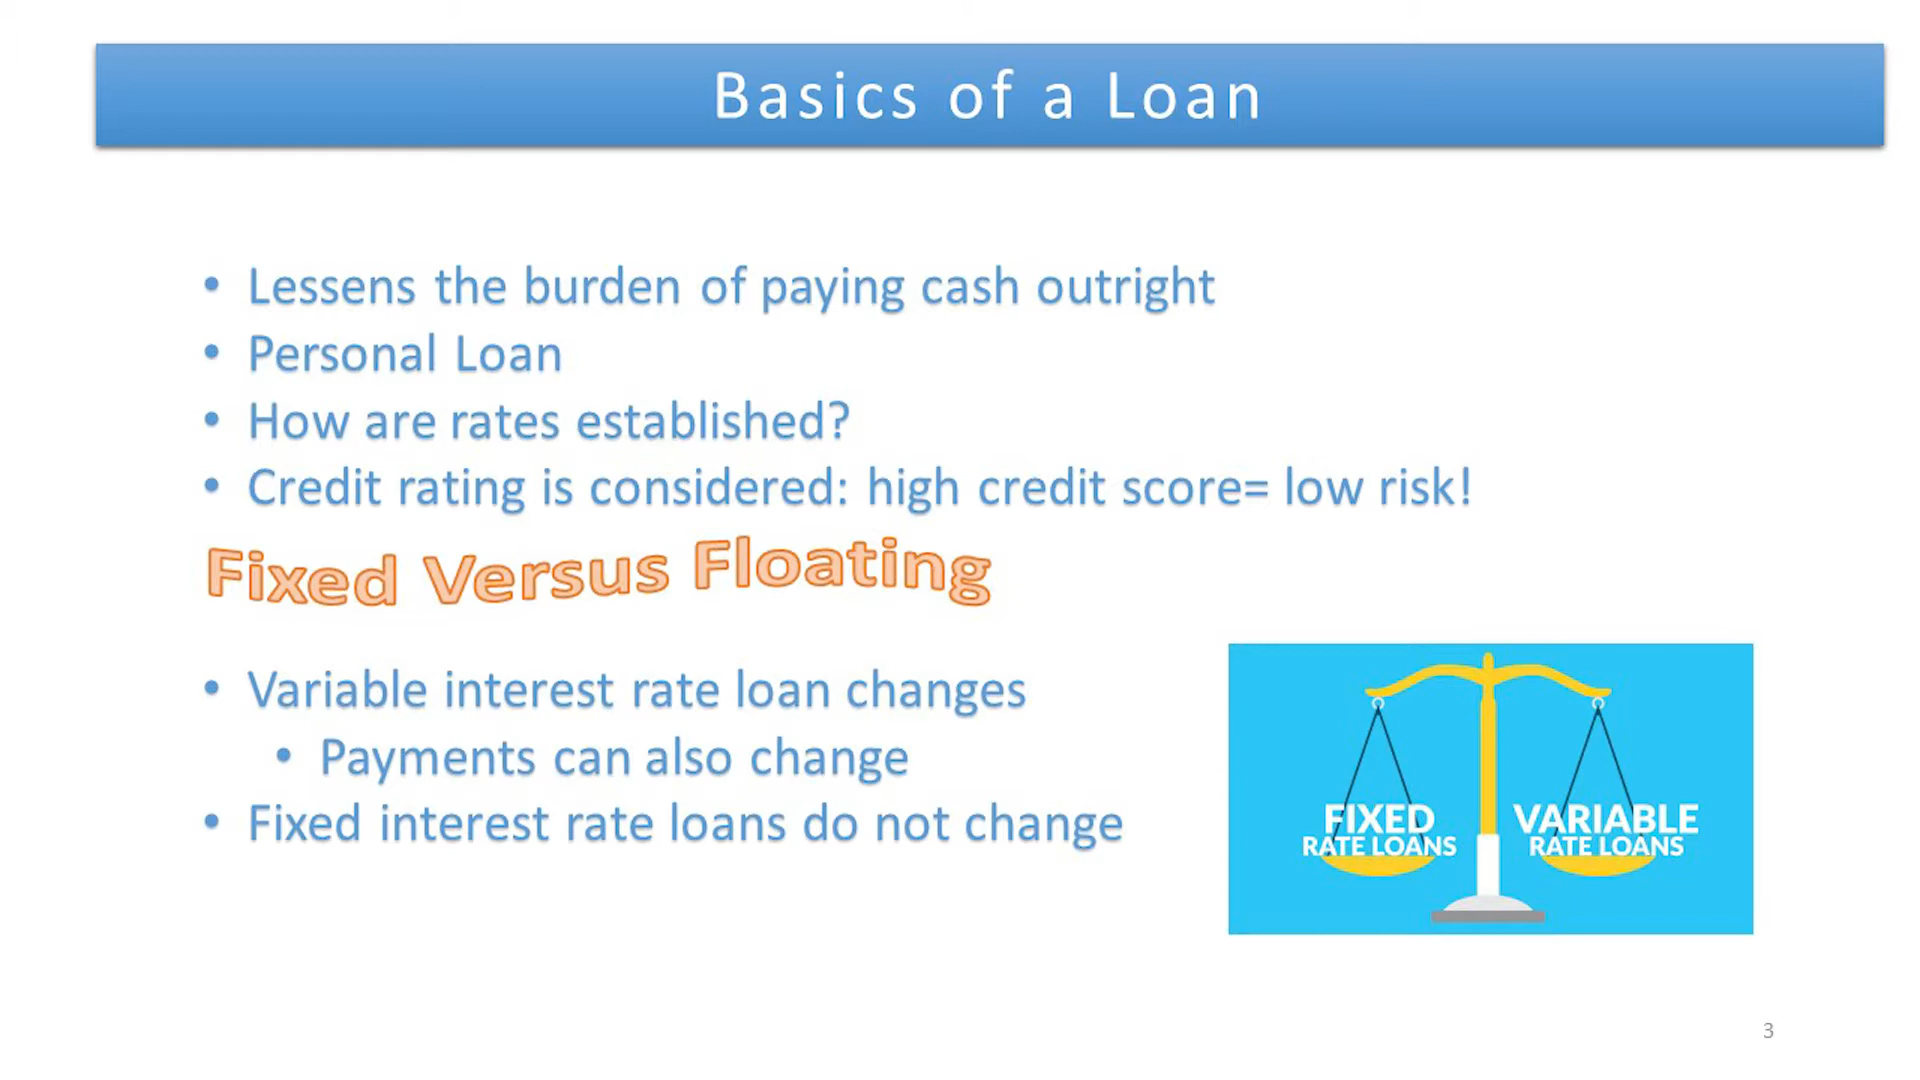 Basics of a Loan
• Lessens the burden of paying cash outright
• Personal Loan
• How are rates established?
• Credit rating is considered: high credit score= low risk!
Fixed Versus Floating
• Variable interest rate loan changes
• Payments can also change
• Fixed interest rate loans do not change
FIXED
RATE LOANS
VARIABLE
RATE LOANS
3